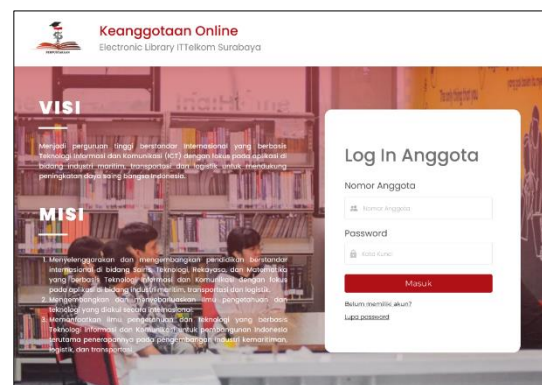 Keanggotaan Online
Electronic Library ITTelkom Surabaya
PERPUSTAKAAN
VISI
Menjadi perguruan tinggi berstandar internasional yang berbasis
Teknologi Informasi dan Komunikasi (ICT) dengan fokus pada aplikasi di
bidang industri maritim, transportasi dan logistik untuk mendukung
peningkatan daya saing bangsa Indonesia.
MISI
1. Menyelenggarakan dan mengembangkan pendidikan berstandar
internasional di bidang Sains, Teknologi, Rekayasa, dan Matematika
yang berbasis Teknologi Informasi dan Komunikasi dengan fokus
pada aplikasi di bidang industri maritim, transportasi dan logistik.
2. Mengembangkan dan menyebarluaskan ilmu pengetahuan dan
teknologi yang diakui secara internasional.
3. Memanfaatkan ilmu pengetahuan dan teknologi yang berbasis
Teknologi Informasi dan Komunikasi untuk pembangunan Indonesia
terutama penerapannya pada pengembangan industri kemaritiman,
logistik, dan transportasi.
Log In Anggota
Nomor Anggota
Nomor Anggota
Password
Kata Kunci
Masuk
Belum memiliki akun?
Lupa password